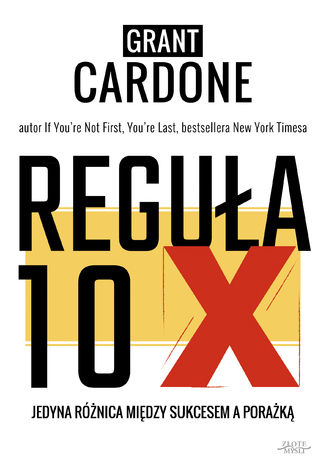 GRANT
CARDONE
autor If You're Not First, You're Last, bestsellera New York Timesa
REGUŁA
10 X
JEDYNA RÓŻNICA MIĘDZY SUKCESEM A PORAŻKĄ
ZŁOTE
MYŚLI